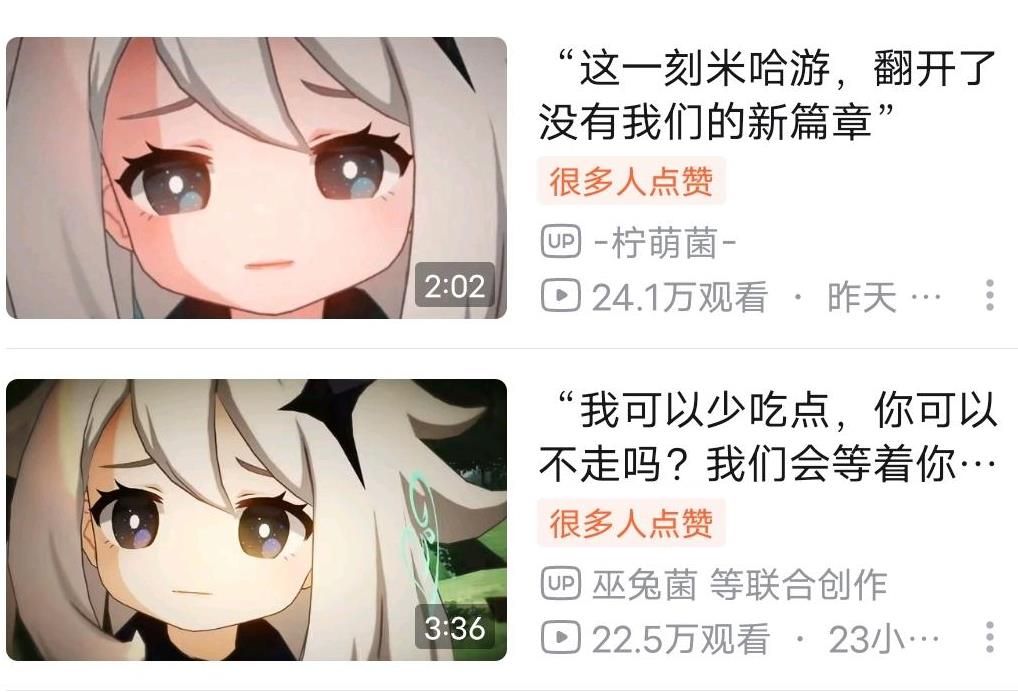 “这一刻米哈游，翻开了
没有我们的新篇章”
很多人点赞
UP -柠萌菌-
2:02
24.1万观看 · 昨天 …
“我可以少吃点，你可以
不走吗？我们会等着你…
很多人点赞
UP 巫兔菌 等联合创作
3:36
22.5万观看 · 23小…